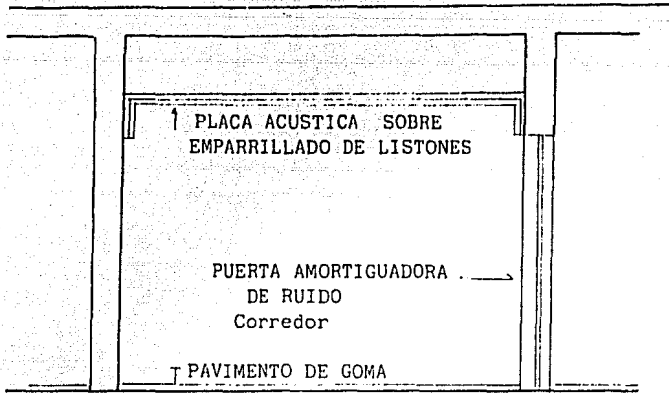 PLACA ACUSTICA SOBRE
EMPARRILLADO DE LISTONES
PUERTA AMORTIGUADORA
DE RUIDO
Corredor
PAVIMENTO DE GOMA